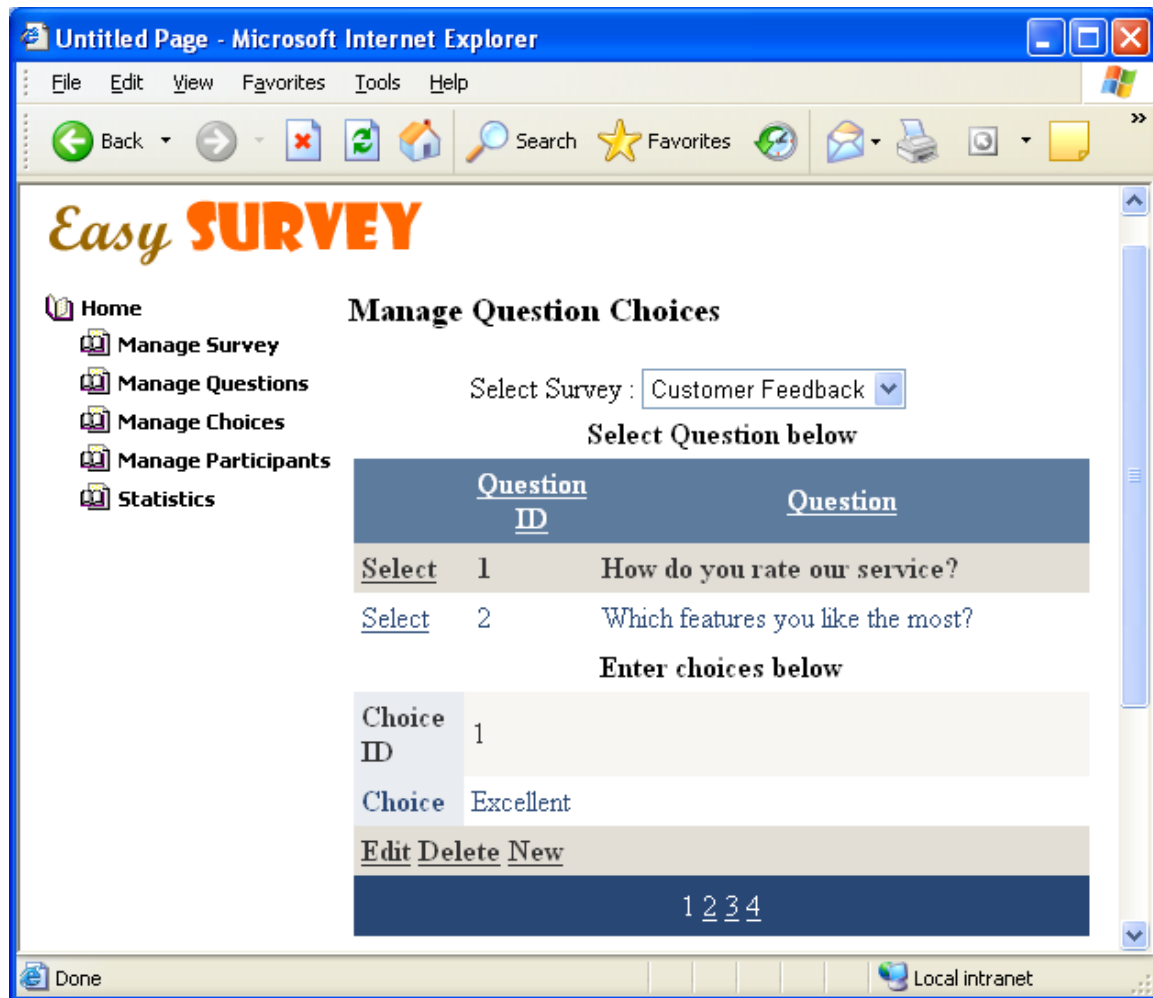 Untitled Page - Microsoft Internet Explorer
File Edit View Favorites Tools Help
Back Search Favorites »
Easy SURVEY
Home
Manage Survey
Manage Questions
Manage Choices
Manage Participants
Statistics
Manage Question Choices
Select Survey : Customer Feedback
Select Question below
Question
ID
Question
Select 1 How do you rate our service?
Select 2 Which features you like the most?
Enter choices below
Choice
ID
1
Choice Excellent
Edit Delete New
1 2 3 4
Done Local intranet